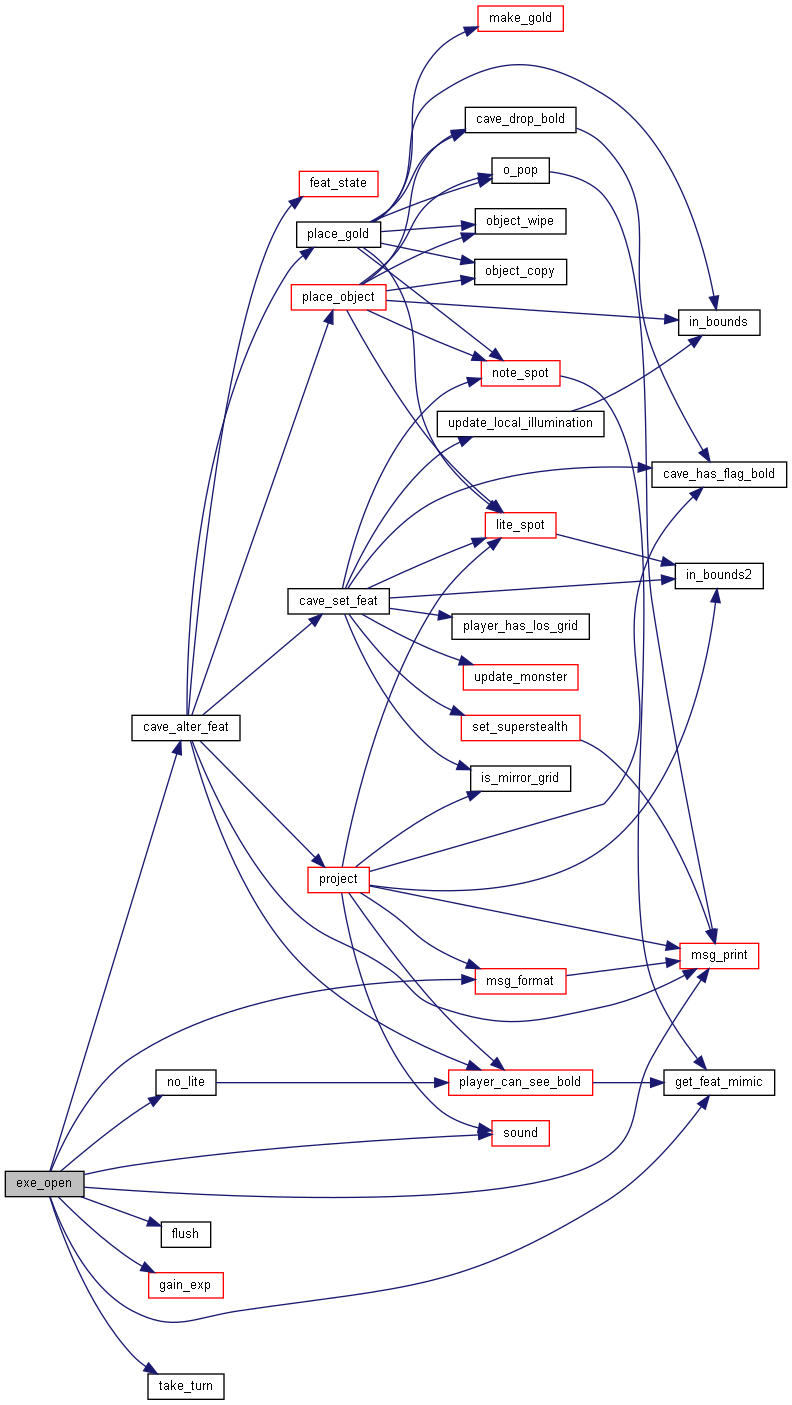 make_gold
cave_drop_bold
o_pop
feat_state
object_wipe
place_gold
object_copy
place_object
in_bounds
note_spot
update_local_illumination
cave_has_flag_bold
lite_spot
in_bounds2
cave_set_feat
player_has_los_grid
update_monster
cave_alter_feat
set_superstealth
is_mirror_grid
project
msg_print
msg_format
no_lite
player_can_see_bold
get_feat_mimic
sound
exe_open
flush
gain_exp
take_turn